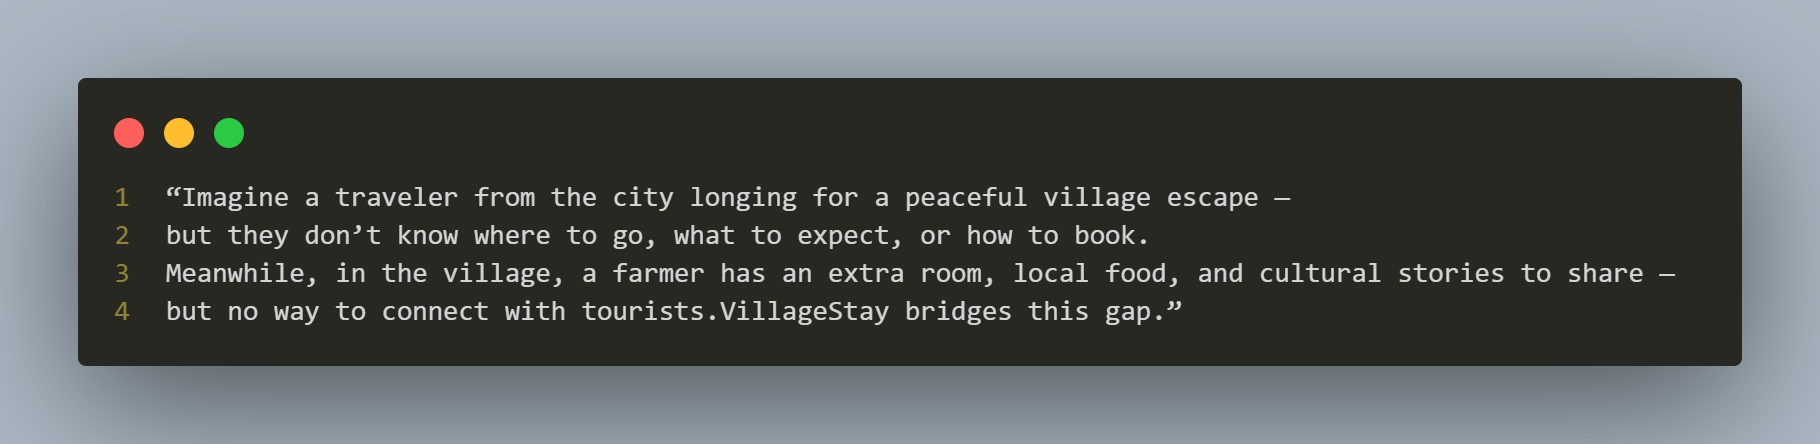 1 “Imagine a traveler from the city longing for a peaceful village escape —
2 but they don’t know where to go, what to expect, or how to book.
3 Meanwhile, in the village, a farmer has an extra room, local food, and cultural stories to share —
4 but no way to connect with tourists.VillageStay bridges this gap.”